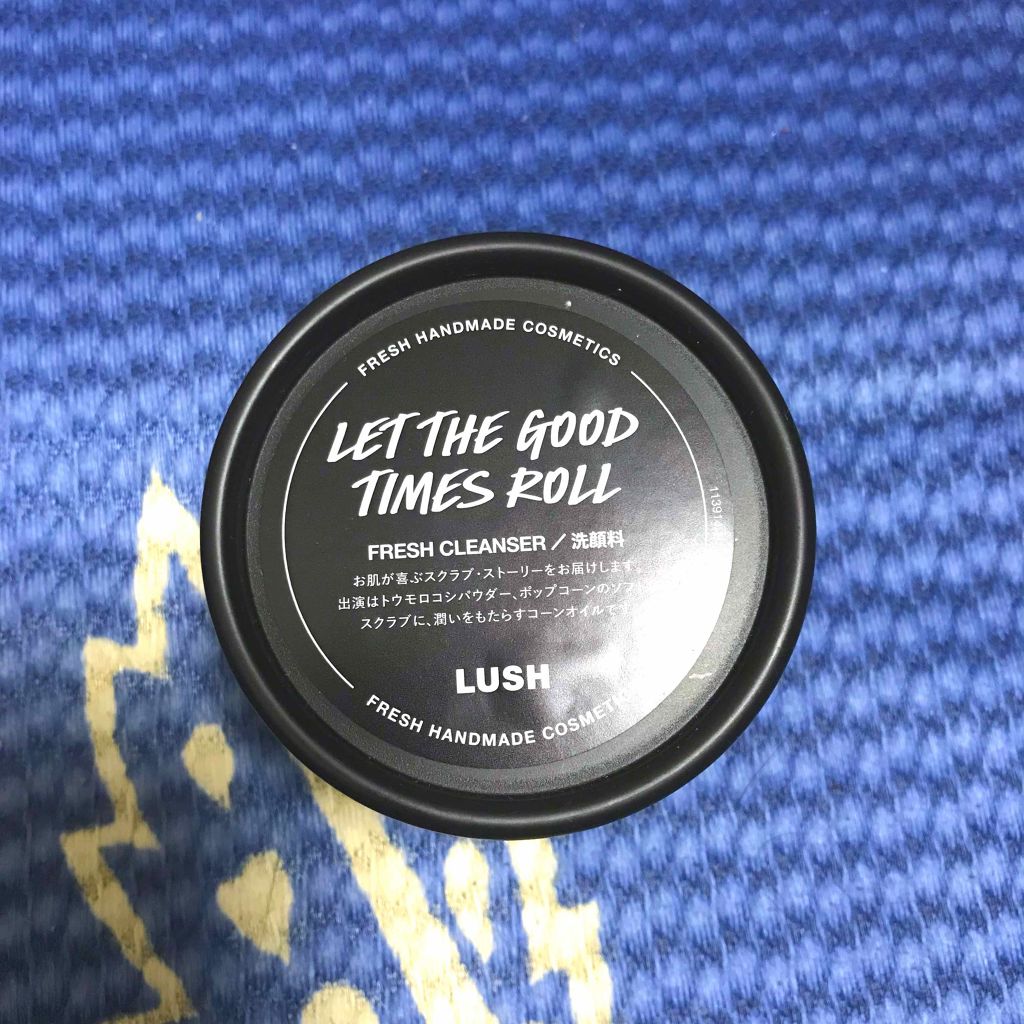 FRESH HANDMADE COSMETICS
LET THE GOOD
TIMES ROLL
FRESH CLEANSER / 洗顔料
お肌が喜ぶスクラブ・ストーリーをお届けします。
出演はトウモロコシパウダー、ポップコーンのソフト
スクラブに、潤いをもたらすコーンオイルです
LUSH
FRESH HANDMADE